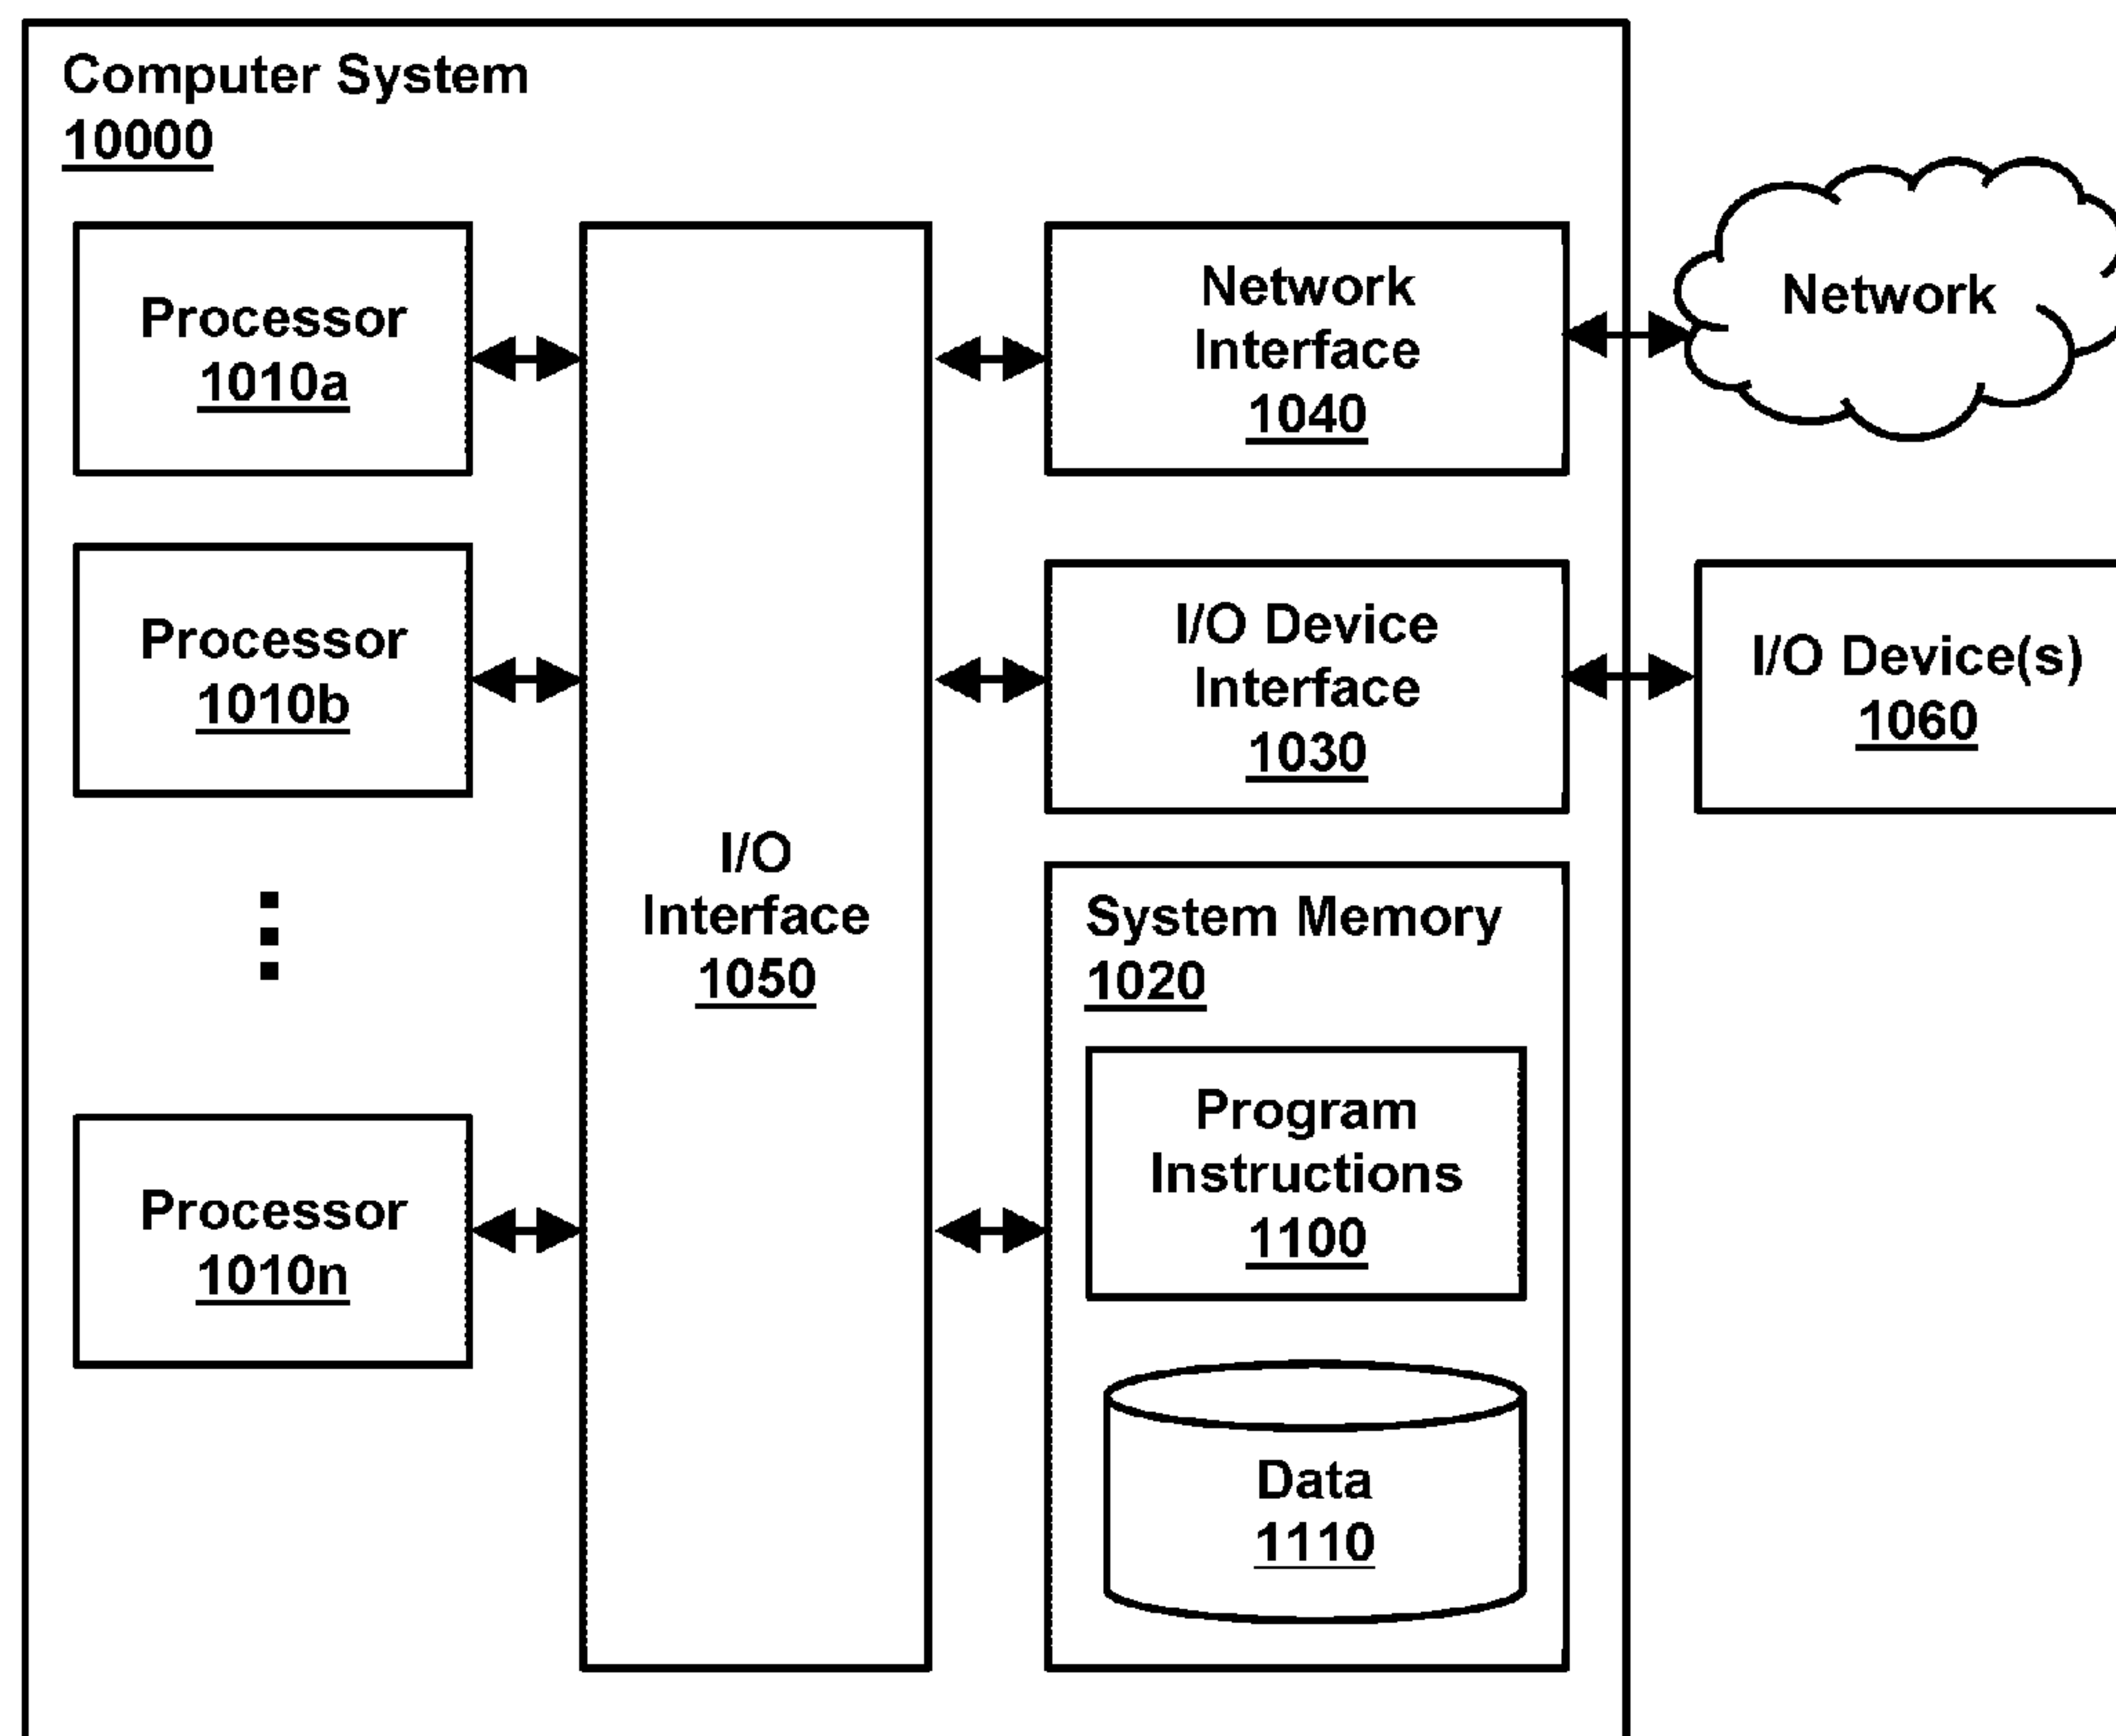 Computer System
10000
Processor
1010a
Processor
1010b
Processor
1010n
I/O
Interface
1050
Network
Interface
1040
I/O Device
Interface
1030
System Memory
1020
Program
Instructions
1100
Data
1110
Network
I/O Device(s)
1060